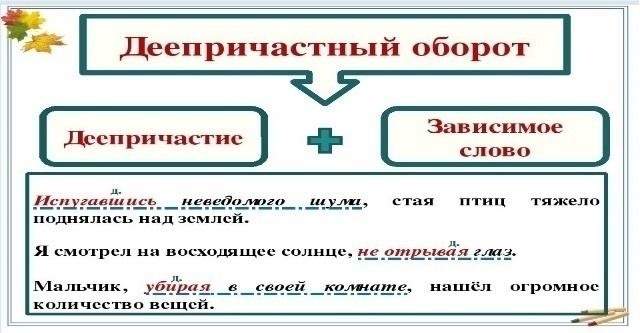 Деепричастный оборот
Деепричастие
Зависимое
слово
д.
Испугавшись неведомого шума, стая птиц тяжело
поднялась над землей.
д.
Я смотрел на восходящее солнце, не отрывая глаз.
д.
Мальчик, убирая в своей комнате, нашёл огромное
количество вещей.